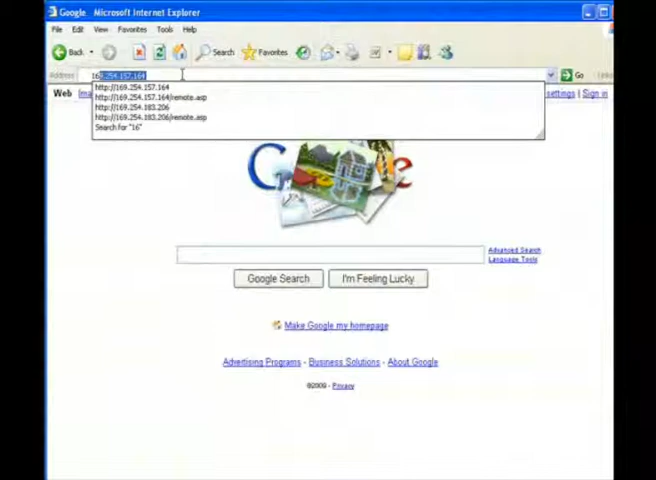 Google - Microsoft Internet Explorer
File Edit View Favorites Tools Help
Back Search Favorites
Address 169.254.157.164 Go Links
http://169.254.157.164
http://169.254.157.164/remote.asp
http://169.254.183.206
http://169.254.183.206/remote.asp
Search for "16"
Web settings | Sign in
G e
Advanced Search
Language Tools
Google Search I'm Feeling Lucky
Make Google my homepage
Advertising Programs - Business Solutions - About Google
©2009 - Privacy